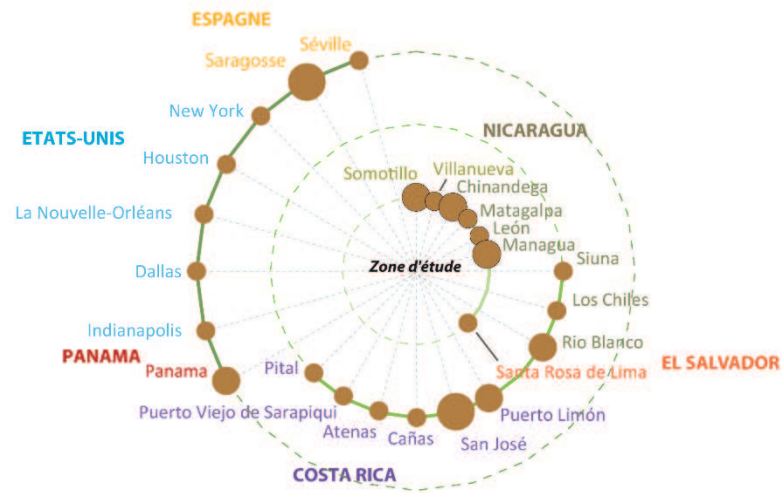 ESPAGNE
Séville
Saragosse
New York
ETATS-UNIS
Houston
La Nouvelle-Orléans
Dallas
Indianapolis
PANAMA
Panama
NICARAGUA
Somotillo
Villanueva
Chinandega
Matagalpa
León
Managua
Zone d'étude
Siuna
Los Chiles
Rio Blanco
EL SALVADOR
Santa Rosa de Lima
Pital
Puerto Viejo de Sarapiqui
Atenas
Cañas
San José
Puerto Limón
COSTA RICA